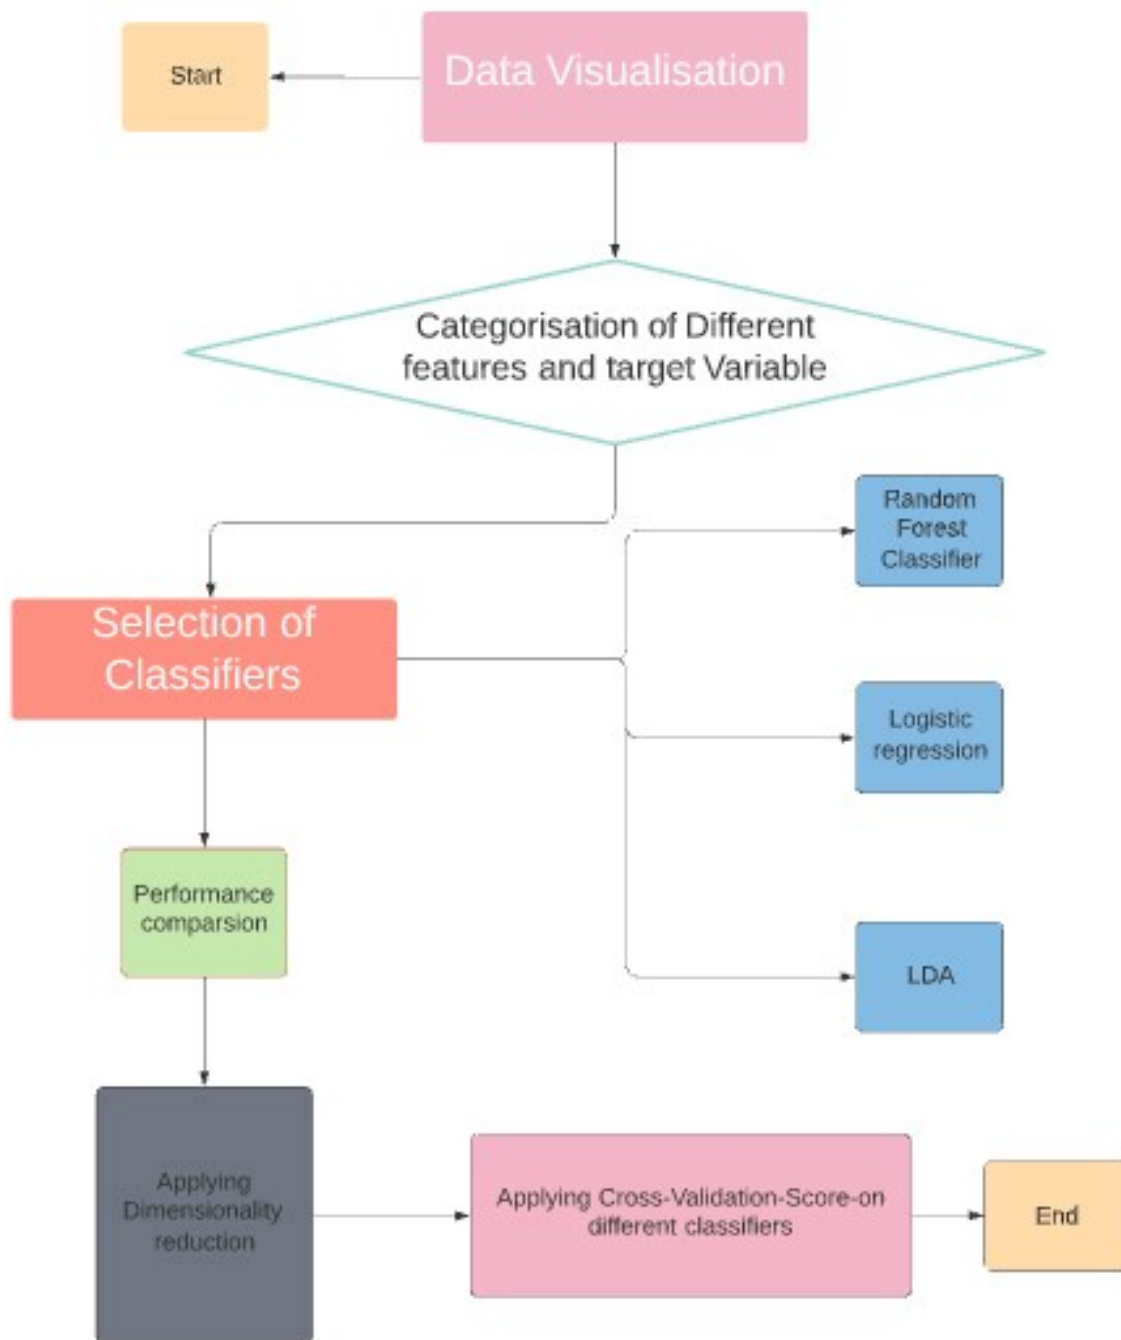 Start
Data Visualisation
Categorisation of Different
features and target Variable
Random
Forest
Classifier
Selection of
Classifiers
Logistic
regression
Performance
comparsion
LDA
Applying
Dimensionality
reduction
Applying Cross-Validation-Score-on
different classifiers
End